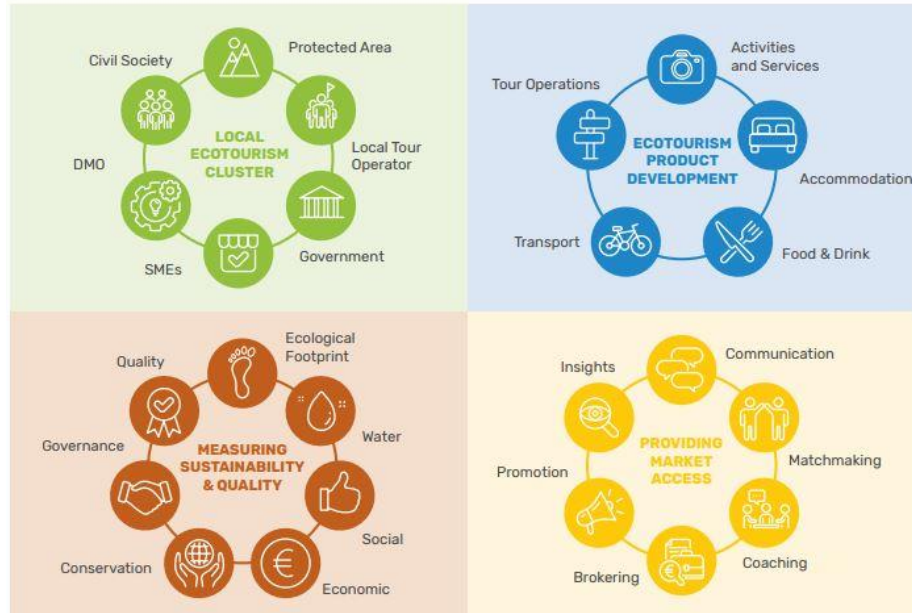 Protected Area
Civil Society
LOCAL
ECOTOURISM
CLUSTER
Local Tour
Operator
DMO
Government
SMEs
Activities
and Services
Tour Operations
ECOTOURISM
PRODUCT
DEVELOPMENT
Accommodation
Transport
Food & Drink
Ecological
Footprint
Quality
Water
Governance
MEASURING
SUSTAINABILITY
& QUALITY
Social
Conservation
Economic
Communication
Insights
PROVIDING
MARKET
ACCESS
Matchmaking
Promotion
Coaching
Brokering